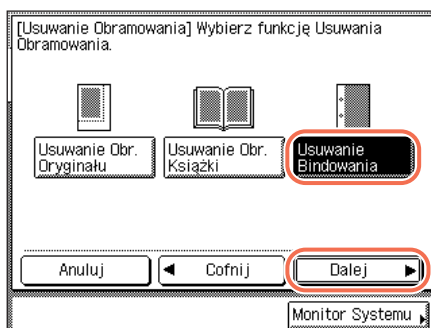 [Usuwanie Obramowania] Wybierz funkcję Usuwania
Obramowania.
Usuwanie Obr.
Oryginału
Usuwanie Obr.
Książki
Usuwanie
Bindowania
Anuluj
◄ Cofnij
Dalej ►
Monitor Systemu